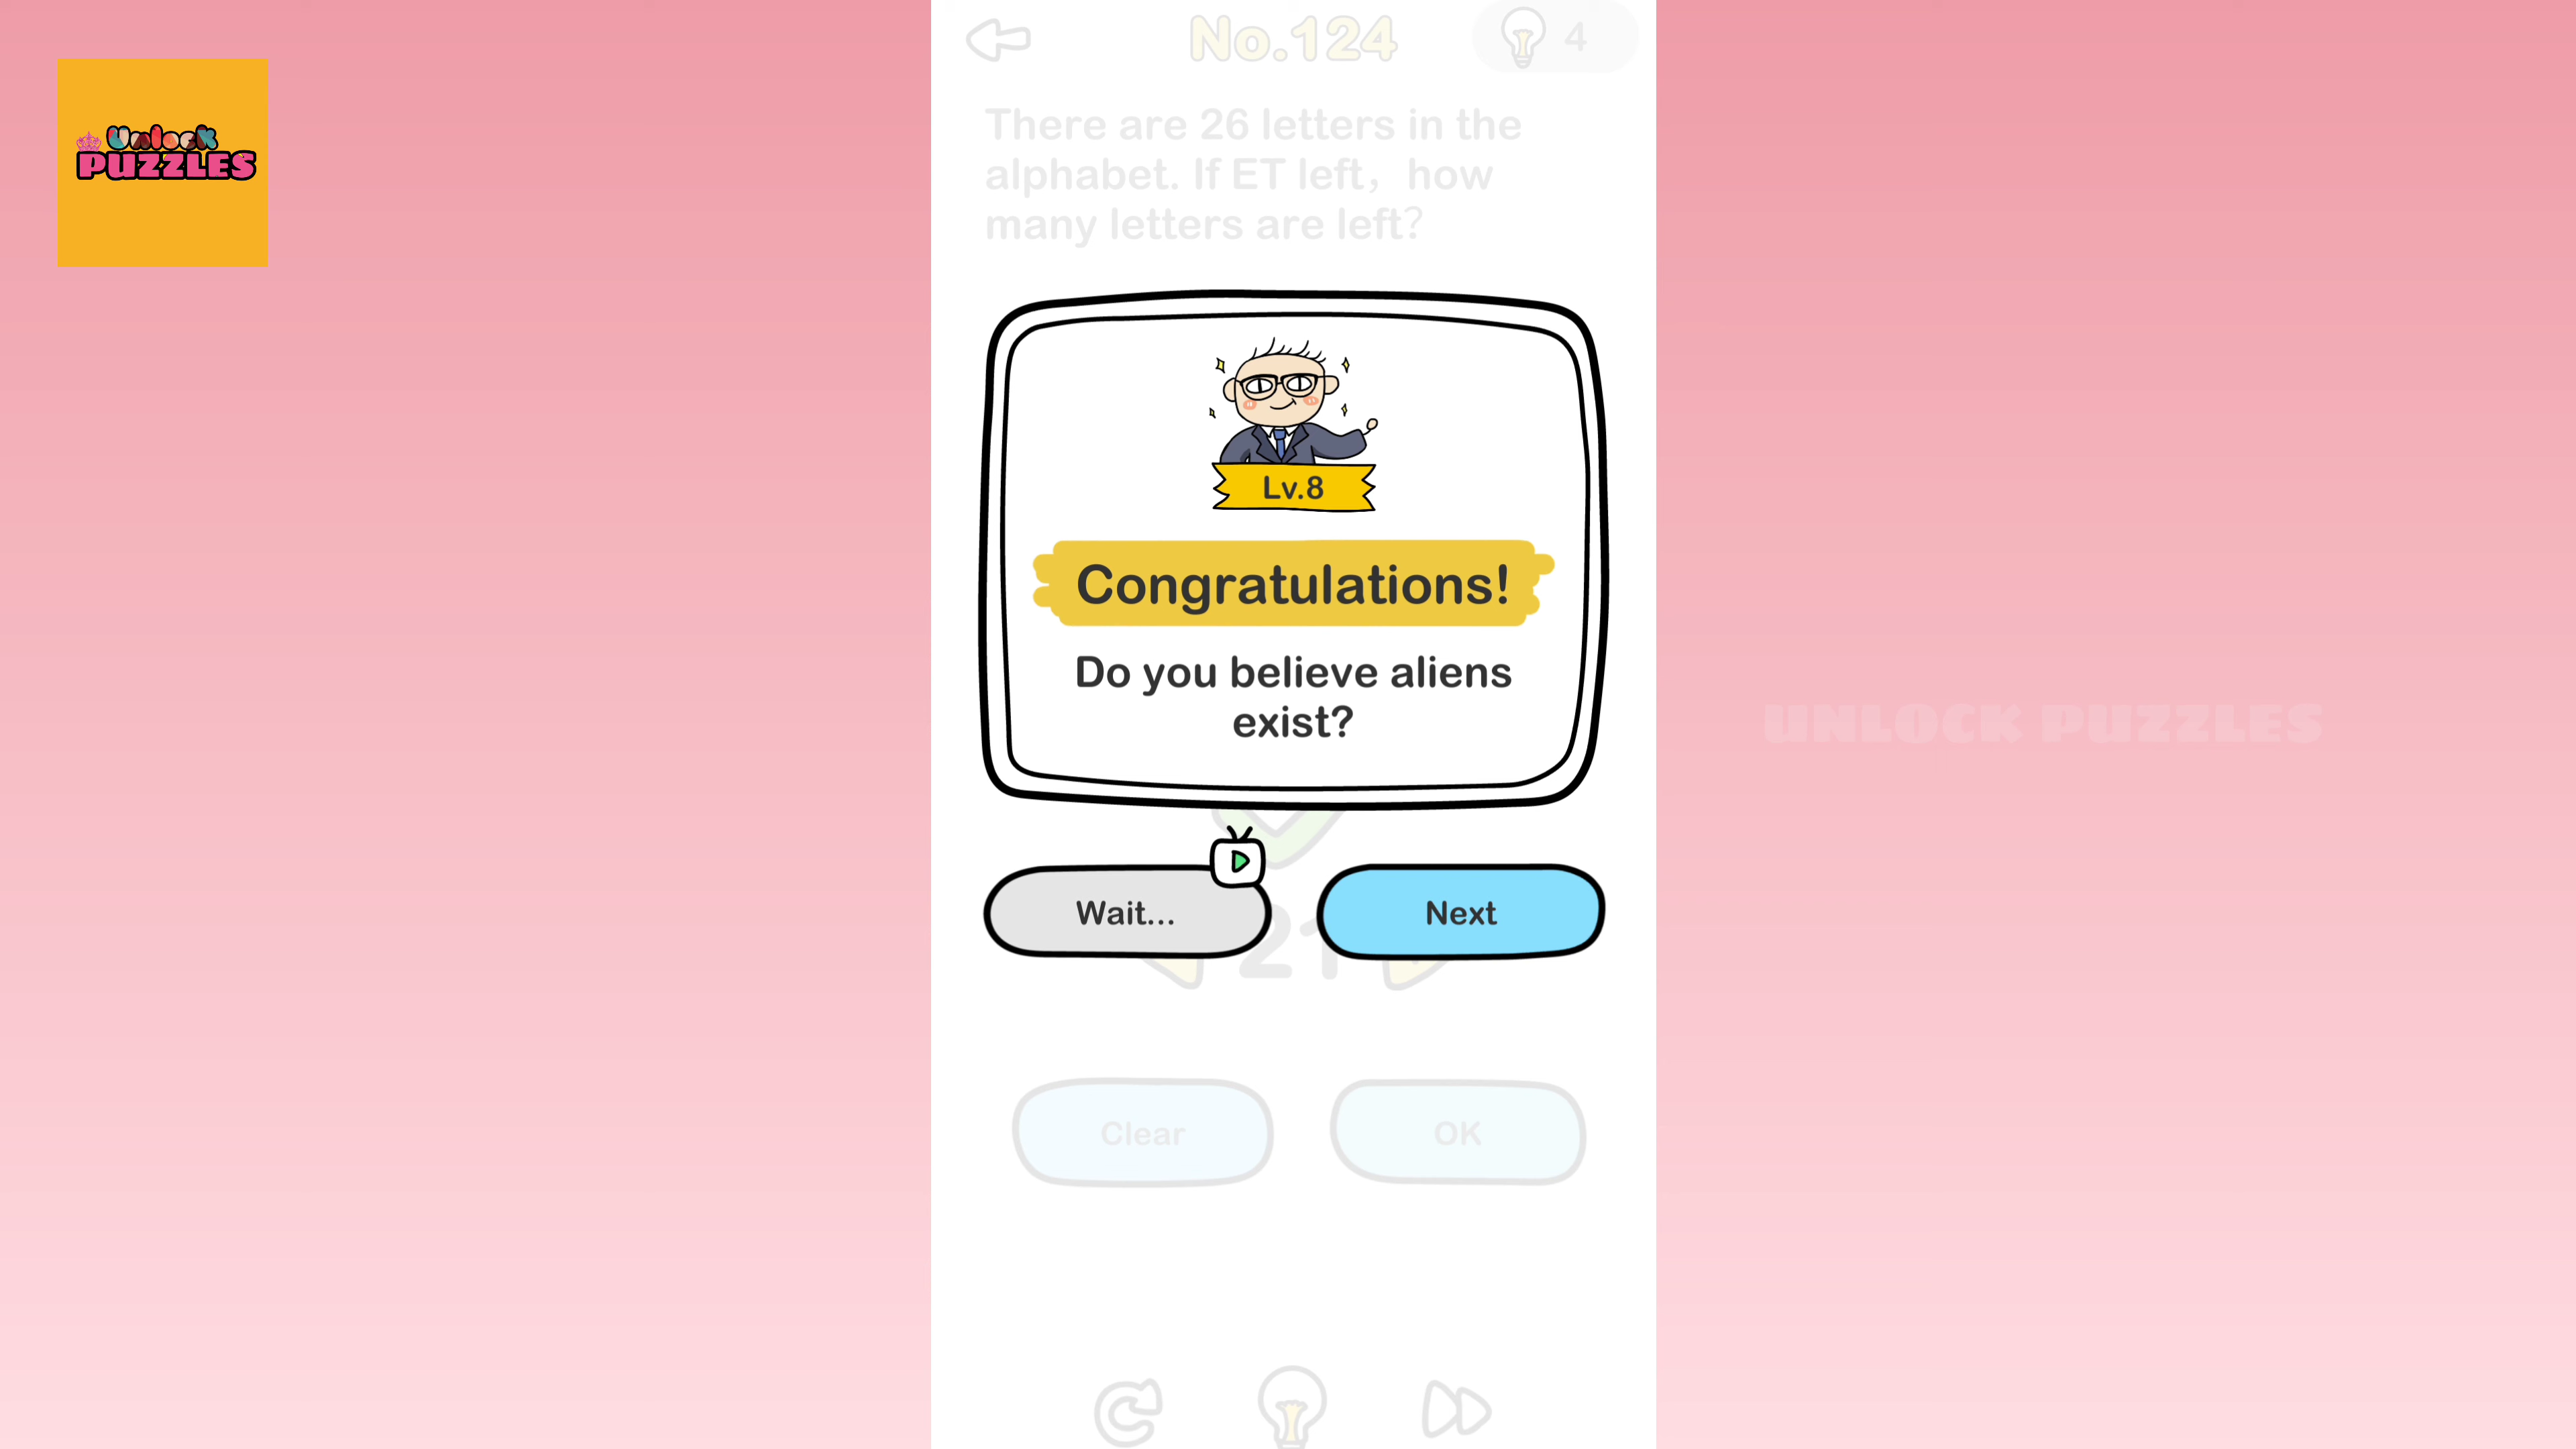 Unlock
PUZZLES
No.124
4
There are 26 letters in the
alphabet. If ET left，how
many letters are left？
Lv.8
Congratulations!
Do you believe aliens
exist?
UNLOCK PUZZLES
Wait...
Next
21
Clear
OK